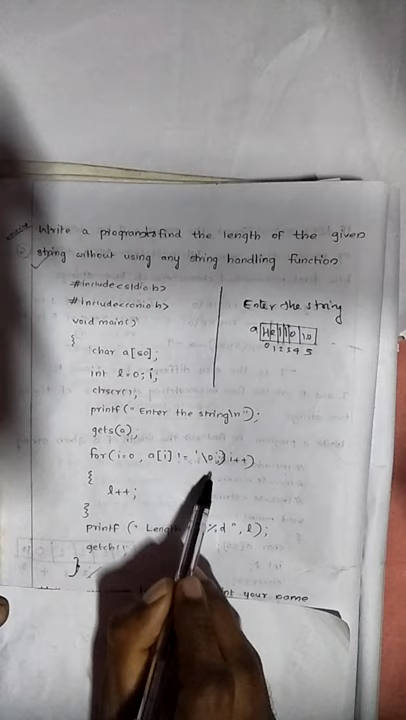 Write a program to find the length of the given
string without using any string handling function.
#include<stdio.h>
#include<conio.h>
void main()
{
char a[50];
int l=0, i;
clrscr();
printf("Enter the string\n");
gets(a);
for(i=0, a[i] != '\0'; i++)
{
l++;
}
printf("Length %d", l);
getch(
}
Enter the string
a H e l l o \0
0 1 2 3 4 5
your name